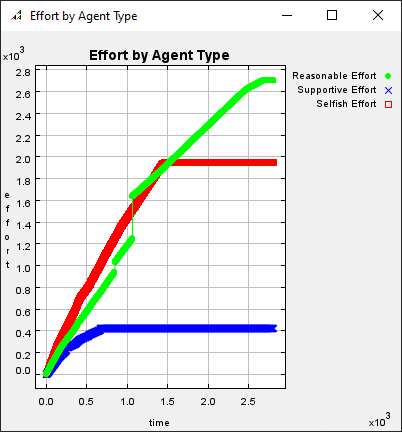 Effort by Agent Type
Effort by Agent Type
x10³
2.8
2.6
2.4
2.2
2.0
1.8
1.6
1.4
1.2
1.0
0.8
0.6
0.4
0.2
0.0
effort
0.0
0.5
1.0
1.5
2.0
2.5
time
x10³
Reasonable Effort
Supportive Effort
Selfish Effort